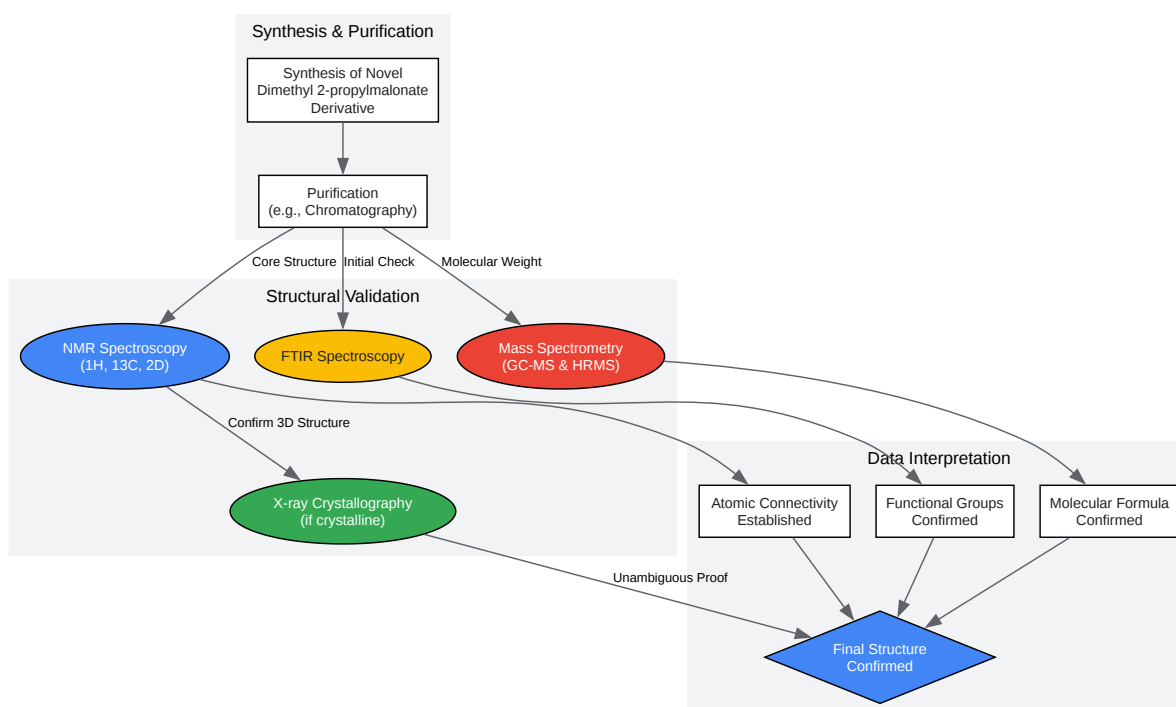 Synthesis & Purification
Synthesis of Novel
Dimethyl 2-propylmalonate
Derivative
Purification
(e.g., Chromatography)
Core Structure
Initial Check
Molecular Weight
Structural Validation
NMR Spectroscopy
(1H, 13C, 2D)
FTIR Spectroscopy
Mass Spectrometry
(GC-MS & HRMS)
Confirm 3D Structure
X-ray Crystallography
(if crystalline)
Data Interpretation
Atomic Connectivity
Established
Functional Groups
Confirmed
Molecular Formula
Confirmed
Unambiguous Proof
Final Structure
Confirmed